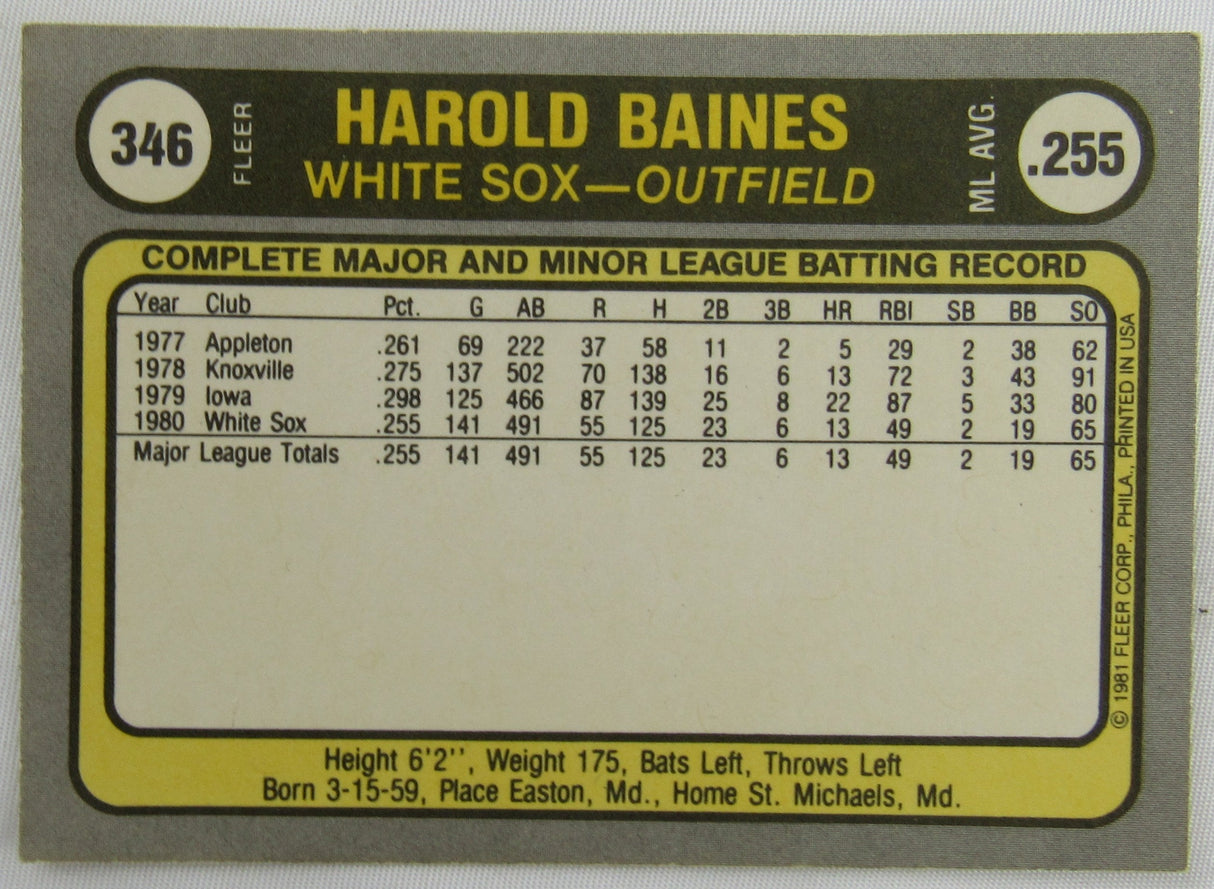 346 FLEER HAROLD BAINES ML AVG. .255
WHITE SOX—OUTFIELD
COMPLETE MAJOR AND MINOR LEAGUE BATTING RECORD
Year Club Pct. G AB R H 2B 3B HR RBI SB BB SO
1977 Appleton .261 69 222 37 58 11 2 5 29 2 38 62
1978 Knoxville .275 137 502 70 138 16 6 13 72 3 43 91
1979 Iowa .298 125 466 87 139 25 8 22 87 5 33 80
1980 White Sox .255 141 491 55 125 23 6 13 49 2 19 65
Major League Totals .255 141 491 55 125 23 6 13 49 2 19 65
© 1981 FLEER CORP., PHILA., PRINTED IN USA
Height 6'2'', Weight 175, Bats Left, Throws Left
Born 3-15-59, Place Easton, Md., Home St. Michaels, Md.